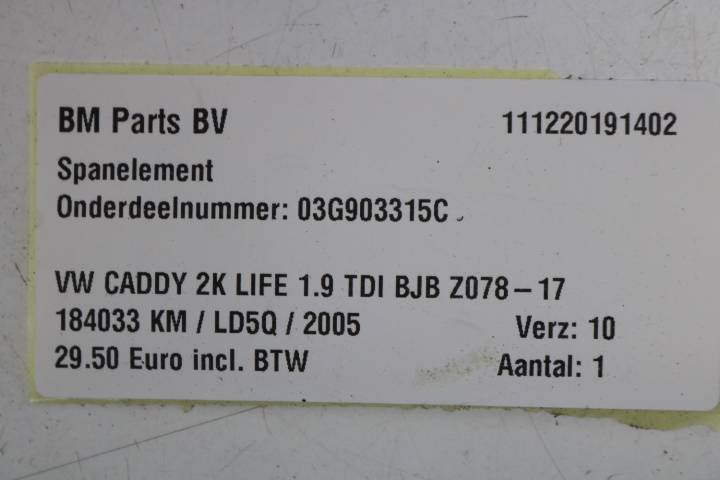 BM Parts BV 111220191402
Spanelement
Onderdeelnummer: 03G903315C
VW CADDY 2K LIFE 1.9 TDI BJB Z078-17
184033 KM / LD5Q / 2005 Verz: 10
29.50 Euro incl. BTW Aantal: 1